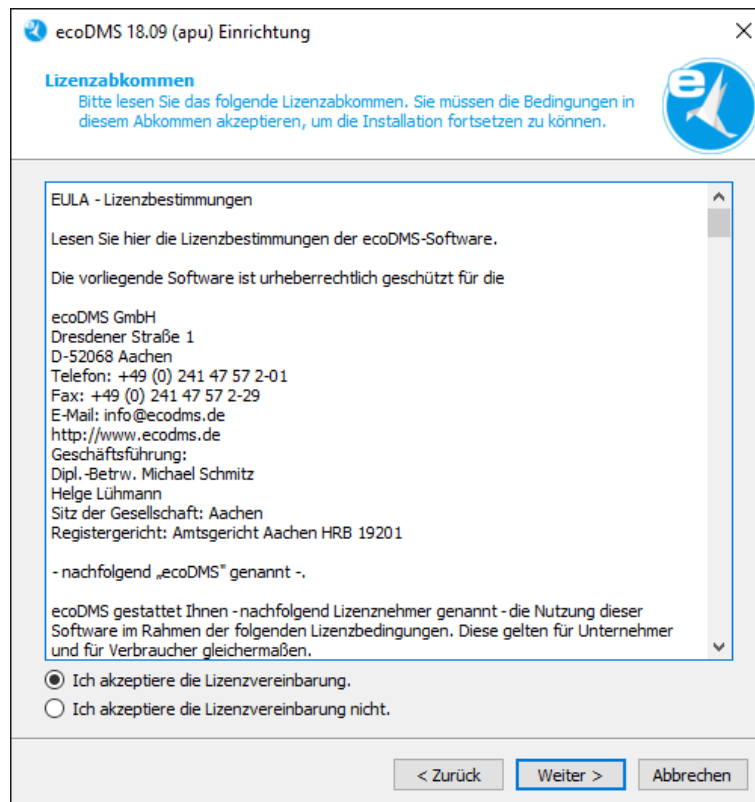 ecoDMS 18.09 (apu) Einrichtung
Lizenzabkommen
Bitte lesen Sie das folgende Lizenzabkommen. Sie müssen die Bedingungen in
diesem Abkommen akzeptieren, um die Installation fortsetzen zu können.
e
EULA - Lizenzbestimmungen
Lesen Sie hier die Lizenzbestimmungen der ecoDMS-Software.
Die vorliegende Software ist urheberrechtlich geschützt für die
ecoDMS GmbH
Dresdener Straße 1
D-52068 Aachen
Telefon: +49 (0) 241 47 57 2-01
Fax: +49 (0) 241 47 57 2-29
E-Mail: info@ecodms.de
http://www.ecodms.de
Geschäftsführung:
Dipl.-Betrw. Michael Schmitz
Helge Lühmann
Sitz der Gesellschaft: Aachen
Registergericht: Amtsgericht Aachen HRB 19201
- nachfolgend „ecoDMS" genannt -.
ecoDMS gestattet Ihnen - nachfolgend Lizenznehmer genannt - die Nutzung dieser
Software im Rahmen der folgenden Lizenzbedingungen. Diese gelten für Unternehmer
und für Verbraucher gleichermaßen.
Ich akzeptiere die Lizenzvereinbarung.
Ich akzeptiere die Lizenzvereinbarung nicht.
< Zurück
Weiter >
Abbrechen